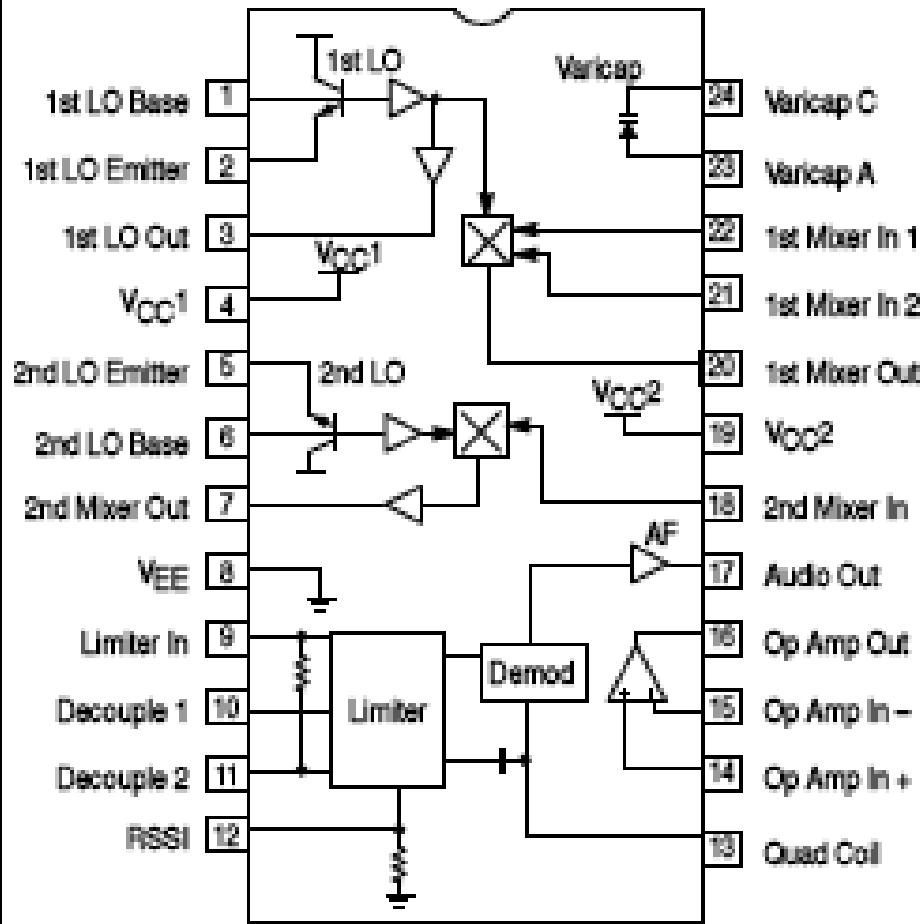 1st LO
Varicap
1st LO Base 1
24 Varicap C
1st LO Emitter 2
23 Varicap A
1st LO Out 3
22 1st Mixer In 1
VCC1
VCC1 4
21 1st Mixer In 2
2nd LO Emitter 5
2nd LO
20 1st Mixer Out
VCC2
2nd LO Base 6
19 VCC2
2nd Mixer Out 7
18 2nd Mixer In
AF
VEE 8
17 Audio Out
Limiter In 9
16 Op Amp Out
Demod
Decouple 1 10
Limiter
15 Op Amp In –
Decouple 2 11
14 Op Amp In +
RSSI 12
13 Quad Coil